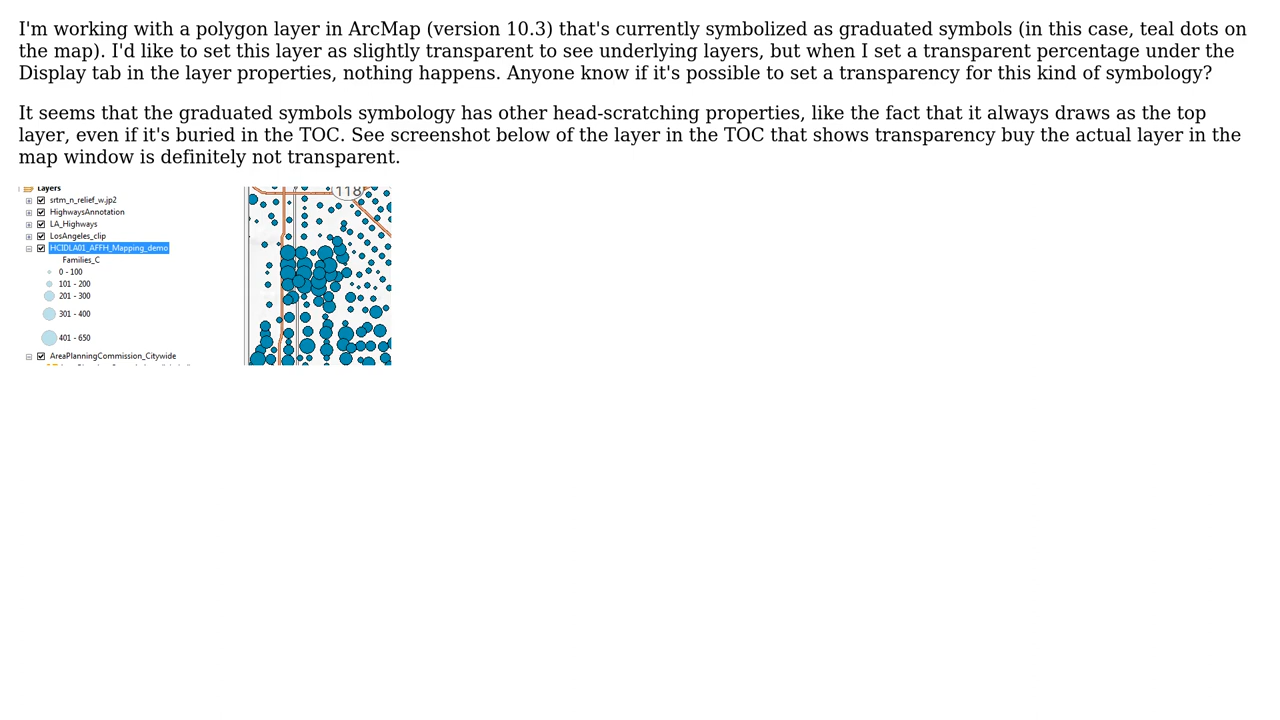 I'm working with a polygon layer in ArcMap (version 10.3) that's currently symbolized as graduated symbols (in this case, teal dots on
the map). I'd like to set this layer as slightly transparent to see underlying layers, but when I set a transparent percentage under the
Display tab in the layer properties, nothing happens. Anyone know if it's possible to set a transparency for this kind of symbology?
It seems that the graduated symbols symbology has other head-scratching properties, like the fact that it always draws as the top
layer, even if it's buried in the TOC. See screenshot below of the layer in the TOC that shows transparency buy the actual layer in the
map window is definitely not transparent.
Layers
srtm_n_relief_w.jp2
HighwaysAnnotation
LA_Highways
LosAngeles_clip
HCIDLA01_AFFH_Mapping_demo
Families_C
0 - 100
101 - 200
201 - 300
301 - 400
401 - 650
AreaPlanningCommission_Citywide
118